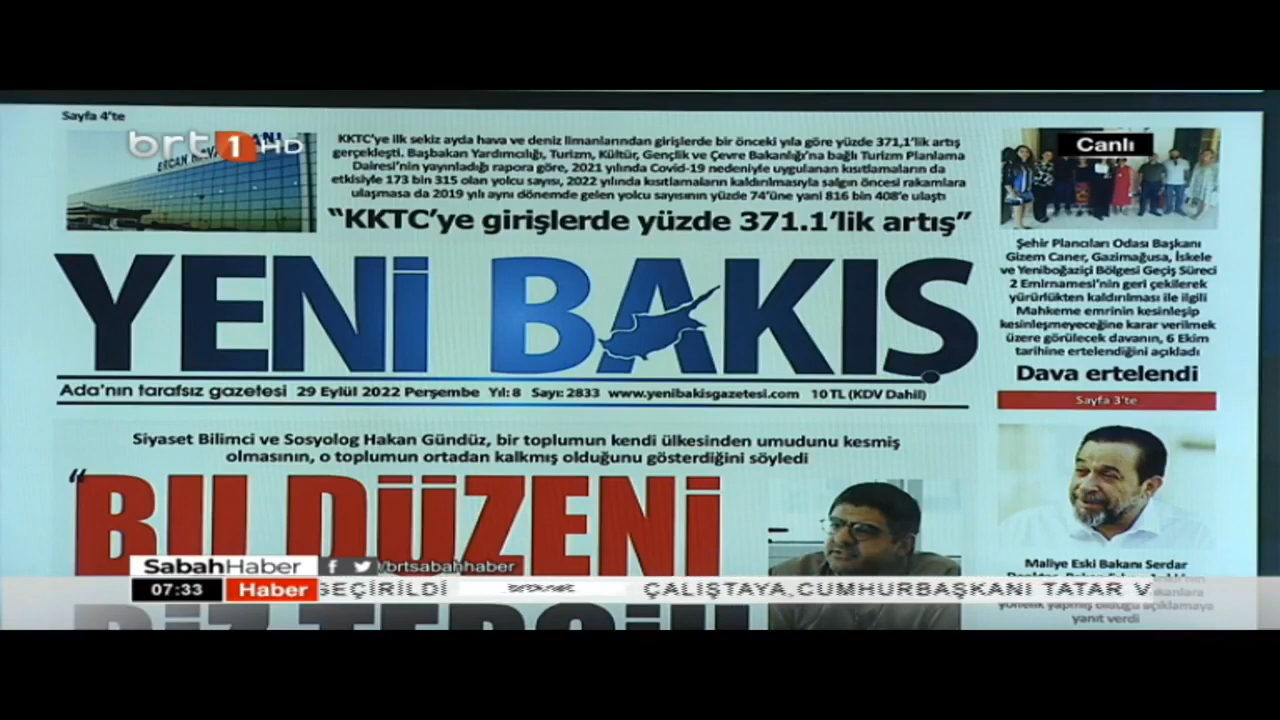 Sayfa 4'te
brt 1 HD
ERCAN HAVA
KKTC'ye ilk sekiz ayda hava ve deniz limanlarından girişlerde bir önceki yıla göre yüzde 371,1'lik artış
gerçekleşti. Başbakan Yardımcılığı, Turizm, Kültür, Gençlik ve Çevre Bakanlığı'na bağlı Turizm Planlama
Dairesi'nin yayınladığı rapora göre, 2021 yılında Covid-19 nedeniyle uygulanan kısıtlamaların da
etkisiyle 173 bin 315 olan yolcu sayısı, 2022 yılında kısıtlamaların kaldırılmasıyla salgın öncesi rakamlara
ulaşmasa da 2019 yılı aynı dönemde gelen yolcu sayısının yüzde 74'üne yani 816 bin 408'e ulaştı
"KKTC'ye girişlerde yüzde 371.1'lik artış"
Canlı
YENİ BAKIŞ
Ada'nın tarafsız gazetesi 29 Eylül 2022 Perşembe Yıl: 8 Sayı: 2833 www.yenibakisgazetesi.com 10 TL (KDV Dahil)
Şehir Plancıları Odası Başkanı
Gizem Caner, Gazimağusa, İskele
ve Yeniboğaziçi Bölgesi Geçiş Süreci
2 Emirnamesi'nin geri çekilerek
yürürlükten kaldırılması ile ilgili
Mahkeme emrinin kesinleşip
kesinleşmeyeceğine karar verilmek
üzere görülecek davanın, 6 Ekim
tarihine ertelendiğini açıkladı
Dava ertelendi
Sayfa 3'te
Siyaset Bilimci ve Sosyolog Hakan Gündüz, bir toplumun kendi ülkesinden umudunu kesmiş
olmasının, o toplumun ortadan kalkmış olduğunu gösterdiğini söyledi
"BU DÜZENİ
BİZ
Maliye Eski Bakanı Serdar
yönelik yapmış olduğu açıklamaya
yanıt verdi
SabahHaber
/brtsabahhaber
07:33 Haber SEÇİRİLDİ ÇALIŞTAYA,CUMHURBAŞKANI TATAR V